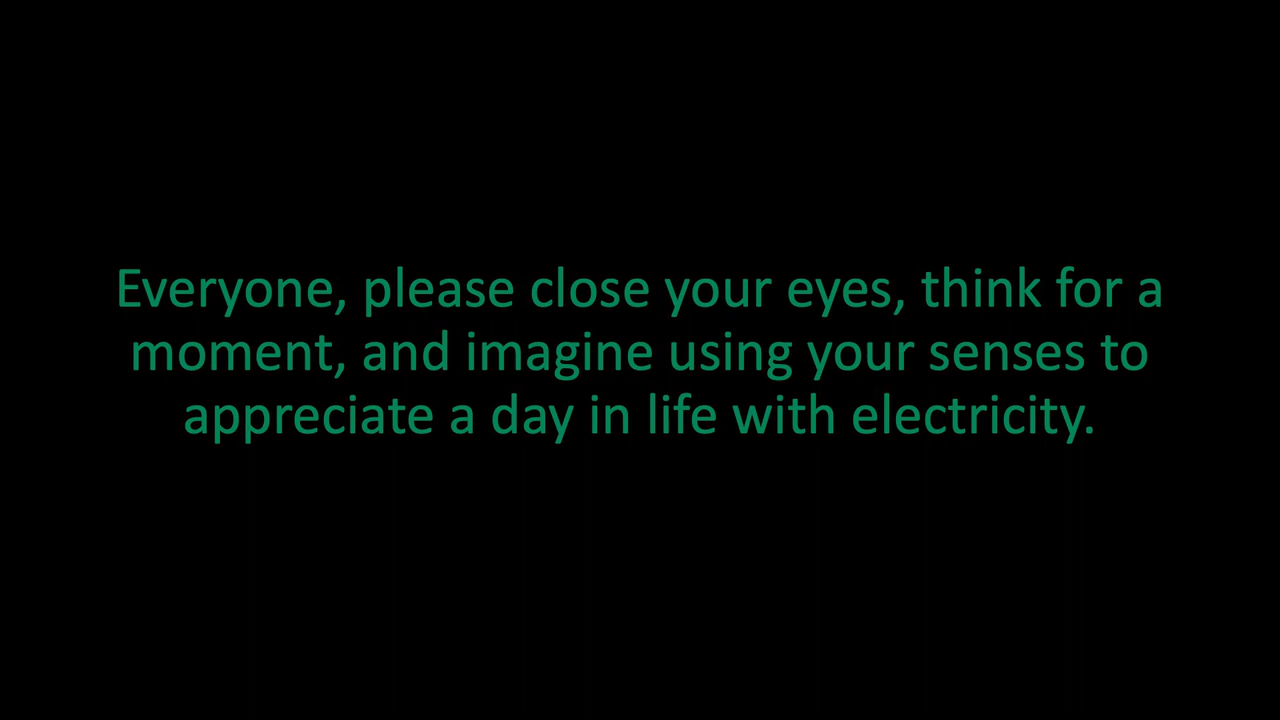 Everyone, please close your eyes, think for a
moment, and imagine using your senses to
appreciate a day in life with electricity.